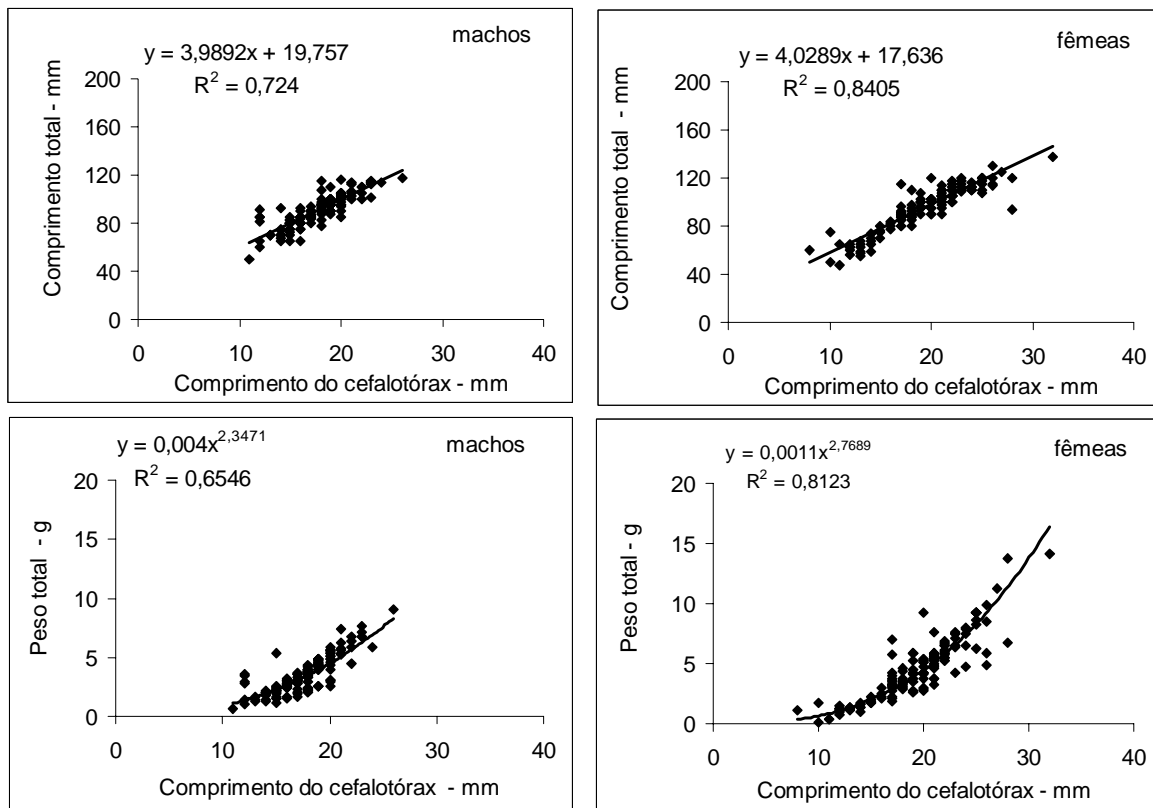 machos
y = 3,9892x + 19,757
R² = 0,724
Comprimento total - mm
200
160
120
80
40
0
0 10 20 30 40
Comprimento do cefalotórax - mm
fêmeas
y = 4,0289x + 17,636
R² = 0,8405
Comprimento total - mm
200
160
120
80
40
0
0 10 20 30 40
Comprimento do cefalotórax - mm
machos
y = 0,004x^2,3471
R² = 0,6546
Peso total - g
20
15
10
5
0
0 10 20 30 40
Comprimento do cefalotórax - mm
fêmeas
y = 0,0011x^2,7689
R² = 0,8123
Peso total - g
20
15
10
5
0
0 10 20 30 40
Comprimento do cefalotórax - mm